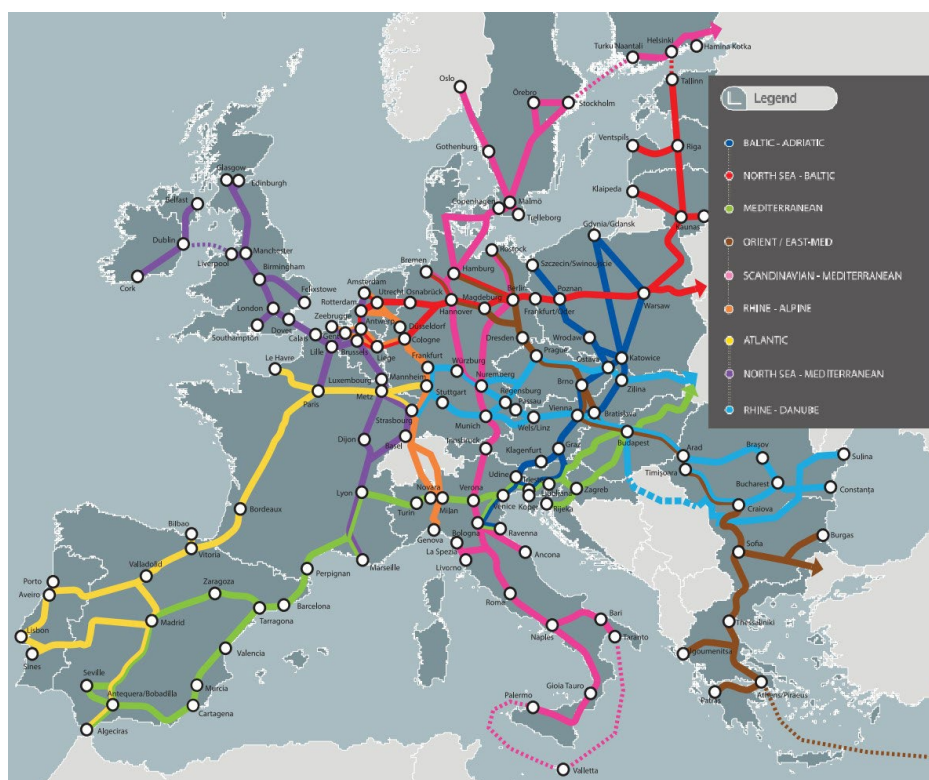 Turku Naantali
Helsinki
Hamina Kotka
Oslo
Örebro
Stockholm
Tallinn
Legend
Ventspils
Riga
Gothenburg
BALTIC - ADRIATIC
NORTH SEA - BALTIC
Glasgow
Edinburgh
Klaipeda
MEDITERRANEAN
Belfast
Copenhagen
Malmö
Trelleborg
Kaunas
Gdynia/Gdansk
ORIENT / EAST-MED
Dublin
Liverpool
Manchester
Rostock
Szczecin/Swinoujscie
SCANDINAVIAN - MEDITERRANEAN
Cork
Birmingham
Bremen
Hamburg
Felixstowe
Amsterdam
Utrecht
Osnabrück
Magdeburg
Berlin
Poznan
Warsaw
RHINE - ALPINE
London
Rotterdam
Hannover
Frankfurt/Oder
Zeebrugge
Antwerp
Düsseldorf
ATLANTIC
Southampton
Dover
Calais
Cologne
Dresden
Wroclaw
Lille
Brussels
Liège
Frankfurt
Prague
Katowice
NORTH SEA - MEDITERRANEAN
Le Havre
Luxembourg
Mannheim
Würzburg
Ostava
Nuremberg
Metz
Brno
Zilina
RHINE - DANUBE
Paris
Stuttgart
Regensburg
Passau
Strasbourg
Vienna
Bratislava
Munich
Wels/Linz
Dijon
Basel
Budapest
Innsbruck
Klagenfurt
Graz
Arad
Brașov
Sulina
Timișoara
Udine
Lyon
Novara
Verona
Zagreb
Bucharest
Constanța
Turin
Milan
Venice
Koper
Rijeka
Craiova
Bordeaux
Genova
Bologna
Ravenna
Bilbao
Vitoria
La Spezia
Ancona
Sofia
Burgas
Marseille
Livorno
Valladolid
Perpignan
Porto
Zaragoza
Aveiro
Barcelona
Roma
Madrid
Tarragona
Bari
Thessaliniki
Lisbon
Naples
Taranto
Sines
Valencia
Igoumenitsa
Seville
Gioia Tauro
Murcia
Palermo
Antequera/Bobadilla
Patras
Athens/Piraeus
Cartagena
Algeciras
Valletta